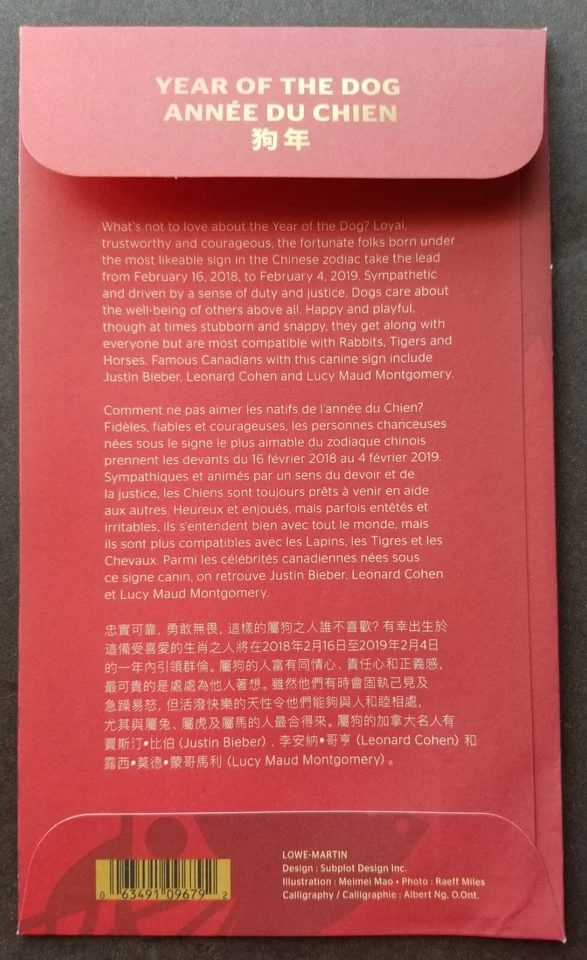 YEAR OF THE DOG
ANNÉE DU CHIEN
狗年
What's not to love about the Year of the Dog? Loyal,
trustworthy and courageous, the fortunate folks born under
the most likeable sign in the Chinese zodiac take the lead
from February 16, 2018, to February 4, 2019. Sympathetic
and driven by a sense of duty and justice, Dogs care about
the well-being of others above all. Happy and playful,
though at times stubborn and snappy, they get along with
everyone but are most compatible with Rabbits, Tigers and
Horses. Famous Canadians with this canine sign include
Justin Bieber, Leonard Cohen and Lucy Maud Montgomery.
Comment ne pas aimer les natifs de l'année du Chien?
Fidèles, fiables et courageuses, les personnes chanceuses
nées sous le signe le plus aimable du zodiaque chinois
prennent les devants du 16 février 2018 au 4 février 2019.
Sympathiques et animés par un sens du devoir et de
la justice, les Chiens sont toujours prêts à venir en aide
aux autres. Heureux et enjoués, mais parfois entêtés et
irritables, ils s'entendent bien avec tout le monde, mais
ils sont plus compatibles avec les Lapins, les Tigres et les
Chevaux. Parmi les célébrités canadiennes nées sous
ce signe canin, on retrouve Justin Bieber, Leonard Cohen
et Lucy Maud Montgomery.
忠實可靠，勇敢無畏，這樣的屬狗之人誰不喜歡? 有幸出生於
這備受喜愛的生肖之人將在2018年2月16日至2019年2月4日
的一年內引領群倫。屬狗的人富有同情心、責任心和正義感，
最可貴的是處處為他人著想。雖然他們有時會固執己見及
急躁易怒，但活潑快樂的天性令他們能夠與人和睦相處，
尤其與屬兔、屬虎及屬馬的人最合得來。屬狗的加拿大名人有
賈斯汀•比伯 (Justin Bieber) 、李安納•哥亨 (Leonard Cohen) 和
露西•莫德•蒙哥馬利 (Lucy Maud Montgomery) 。
LOWE-MARTIN
Design : Subplot Design Inc.
Illustration : Meimei Mao • Photo : Raeff Miles
Calligraphy / Calligraphie : Albert Ng, O.Ont.
0 63491 09679 2